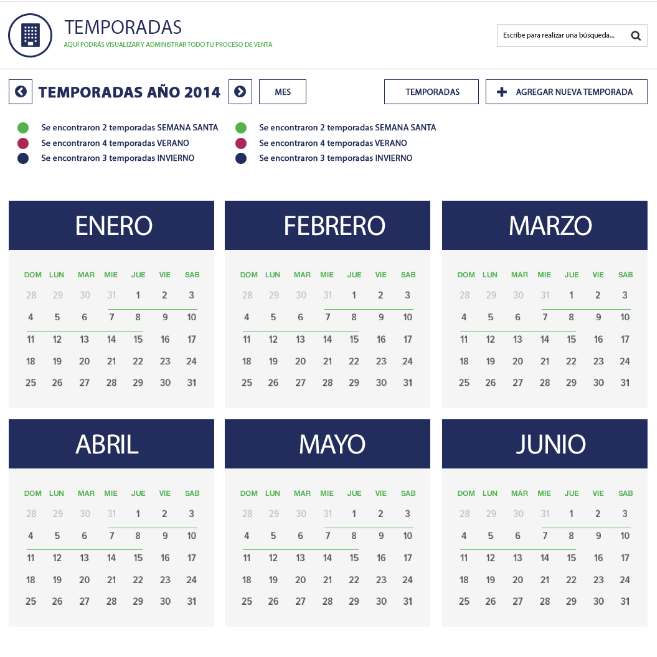 TEMPORADAS
AQUÍ PODRÁS VISUALIZAR Y ADMINISTRAR TODO TU PROCESO DE VENTA
Escribe para realizar una búsqueda...
TEMPORADAS AÑO 2014
MES
TEMPORADAS
AGREGAR NUEVA TEMPORADA
Se encontraron 2 temporadas SEMANA SANTA
Se encontraron 4 temporadas VERANO
Se encontraron 3 temporadas INVIERNO
Se encontraron 2 temporadas SEMANA SANTA
Se encontraron 4 temporadas VERANO
Se encontraron 3 temporadas INVIERNO
ENERO
DOM LUN MAR MIE JUE VIE SAB
28 29 30 31 1 2 3
4 5 6 7 8 9 10
11 12 13 14 15 16 17
18 19 20 21 22 23 24
25 26 27 28 29 30 31
FEBRERO
DOM LUN MAR MIE JUE VIE SAB
28 29 30 31 1 2 3
4 5 6 7 8 9 10
11 12 13 14 15 16 17
18 19 20 21 22 23 24
25 26 27 28 29 30 31
MARZO
DOM LUN MAR MIE JUE VIE SAB
28 29 30 31 1 2 3
4 5 6 7 8 9 10
11 12 13 14 15 16 17
18 19 20 21 22 23 24
25 26 27 28 29 30 31
ABRIL
DOM LUN MAR MIE JUE VIE SAB
28 29 30 31 1 2 3
4 5 6 7 8 9 10
11 12 13 14 15 16 17
18 19 20 21 22 23 24
25 26 27 28 29 30 31
MAYO
DOM LUN MAR MIE JUE VIE SAB
28 29 30 31 1 2 3
4 5 6 7 8 9 10
11 12 13 14 15 16 17
18 19 20 21 22 23 24
25 26 27 28 29 30 31
JUNIO
DOM LUN MAR MIE JUE VIE SAB
28 29 30 31 1 2 3
4 5 6 7 8 9 10
11 12 13 14 15 16 17
18 19 20 21 22 23 24
25 26 27 28 29 30 31